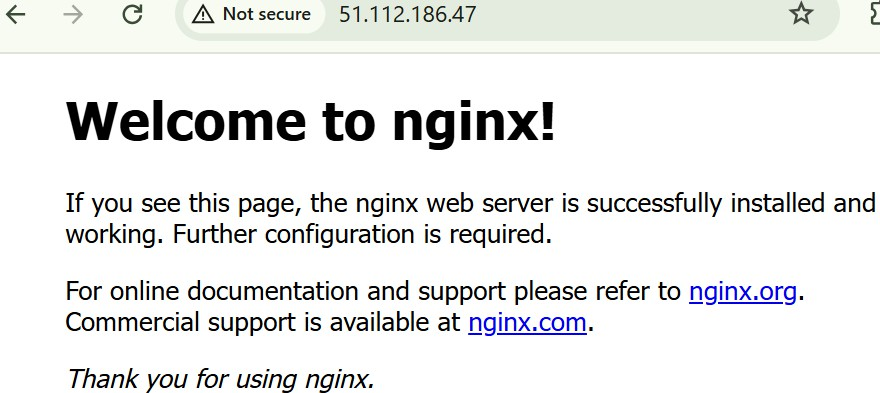 Not secure 51.112.186.47
Welcome to nginx!
If you see this page, the nginx web server is successfully installed and
working. Further configuration is required.
For online documentation and support please refer to nginx.org.
Commercial support is available at nginx.com.
Thank you for using nginx.